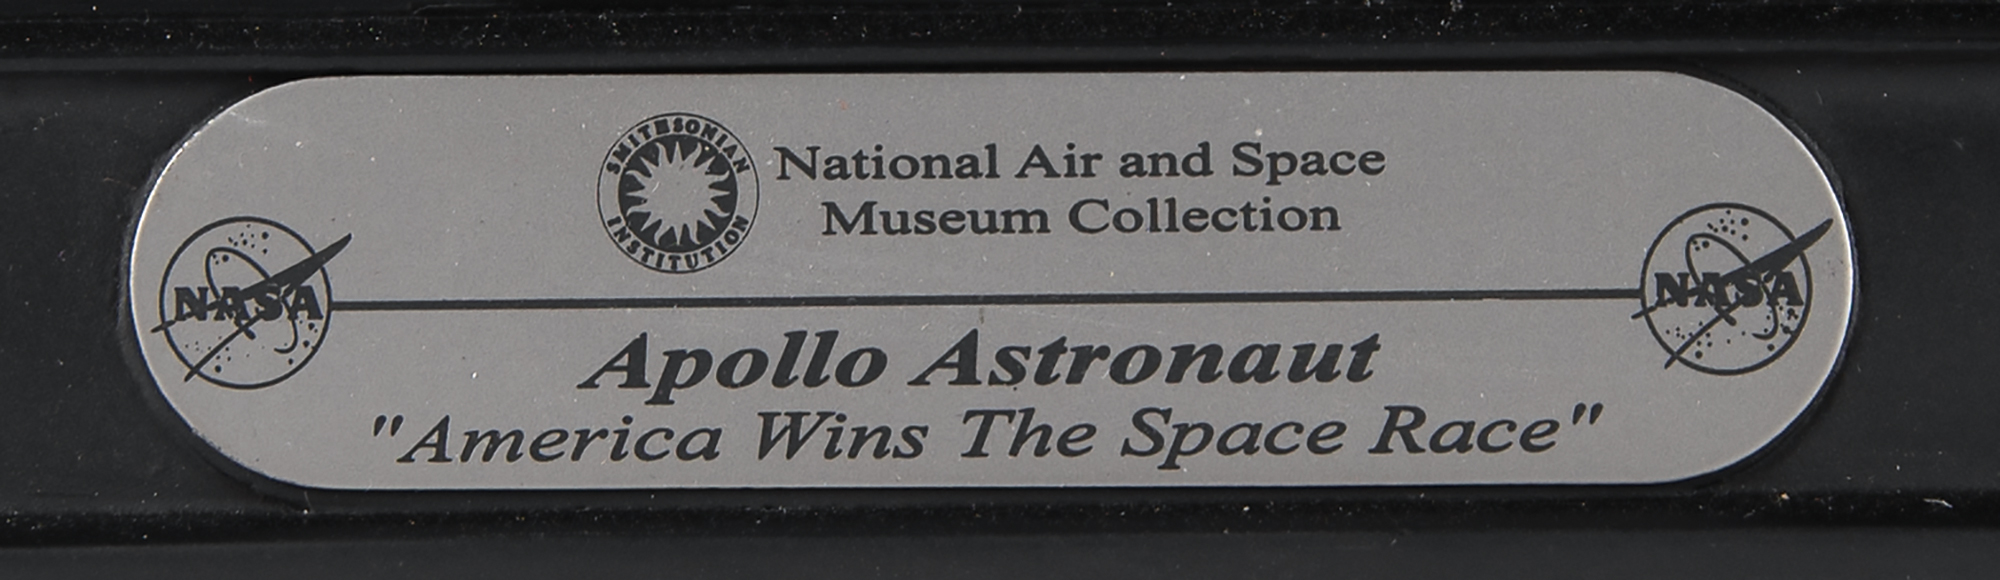 SMITHSONIAN
INSTITUTION
National Air and Space
Museum Collection
NASA
NASA
Apollo Astronaut
"America Wins The Space Race"